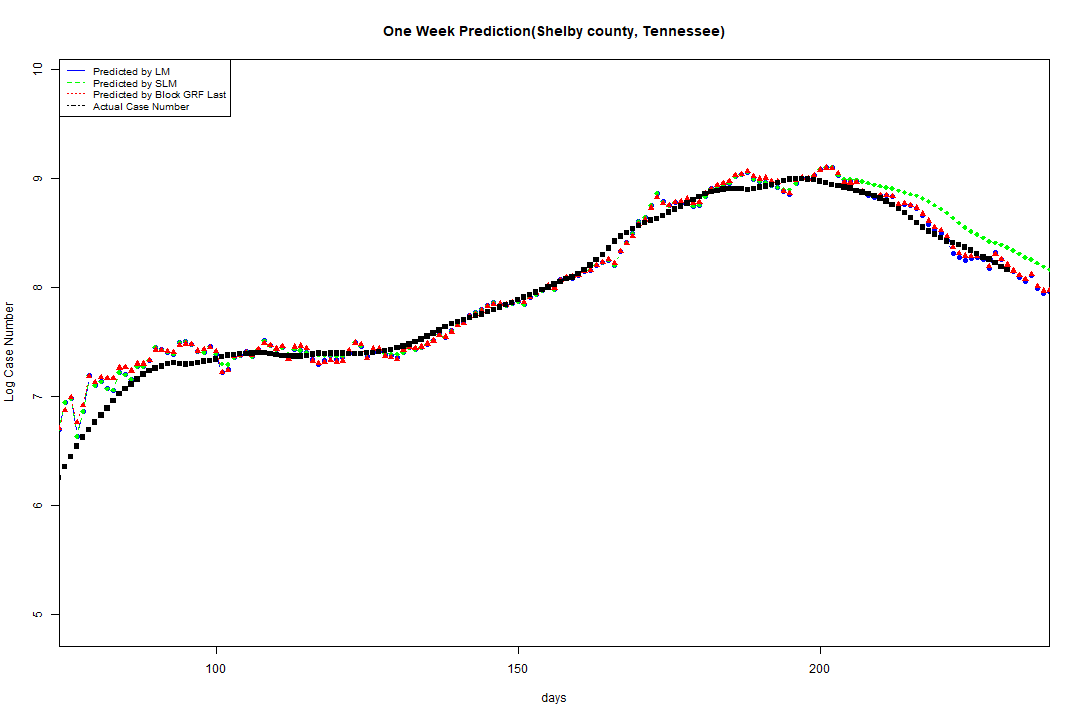 One Week Prediction(Shelby county, Tennessee)
Predicted by LM
Predicted by SLM
Predicted by Block GRF Last
Actual Case Number
10
9
8
7
6
5
Log Case Number
100 150 200
days